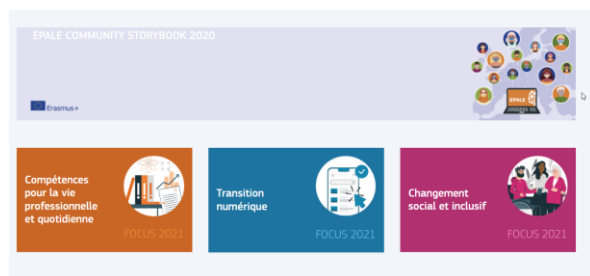 EPALE COMMUNITY STORYBOOK 2020
EPALE
Erasmus+
Compétences
pour la vie
professionnelle
et quotidienne
FOCUS 2021
Transition
numérique
FOCUS 2021
Changement
social et inclusif
FOCUS 2021